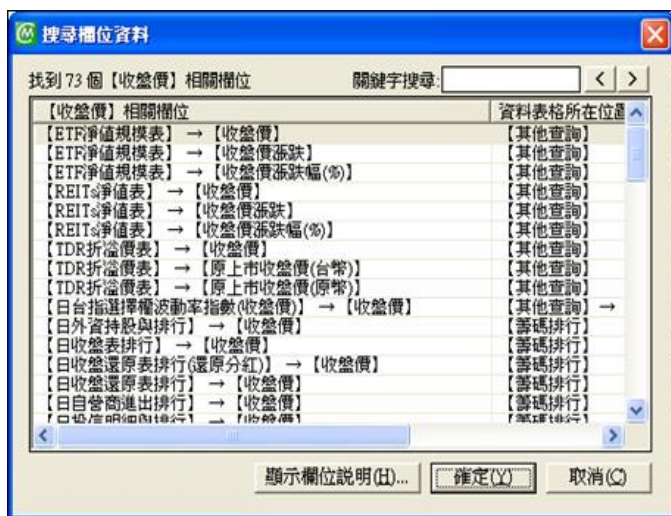 搜尋欄位資料
找到 73 個【收盤價】相關欄位 關鍵字搜尋:
【收盤價】相關欄位 資料表格所在位置
【ETF淨值規模表】 → 【收盤價】 【其他查詢】
【ETF淨值規模表】 → 【收盤價漲跌】 【其他查詢】
【ETF淨值規模表】 → 【收盤價漲跌幅(%)】 【其他查詢】
【REITs淨值表】 → 【收盤價】 【其他查詢】
【REITs淨值表】 → 【收盤價漲跌】 【其他查詢】
【REITs淨值表】 → 【收盤價漲跌幅(%)】 【其他查詢】
【TDR折溢價表】 → 【收盤價】 【其他查詢】
【TDR折溢價表】 → 【原上市收盤價(台幣)】 【其他查詢】
【TDR折溢價表】 → 【原上市收盤價(原幣)】 【其他查詢】
【日台指選擇權波動率指數(收盤價)】 → 【收盤價】 【其他查詢】 →
【日外資持股與排行】 → 【收盤價】 【籌碼排行】
【日收盤表排行】 → 【收盤價】 【籌碼排行】
【日收盤還原表排行(還原分紅)】 → 【收盤價】 【籌碼排行】
【日收盤還原表排行】 → 【收盤價】 【籌碼排行】
【日自營商進出排行】 → 【收盤價】 【籌碼排行】
【日投信明細與排行】 → 【收盤價】 【籌碼排行】
顯示欄位說明(H)... 確定(Y) 取消(C)